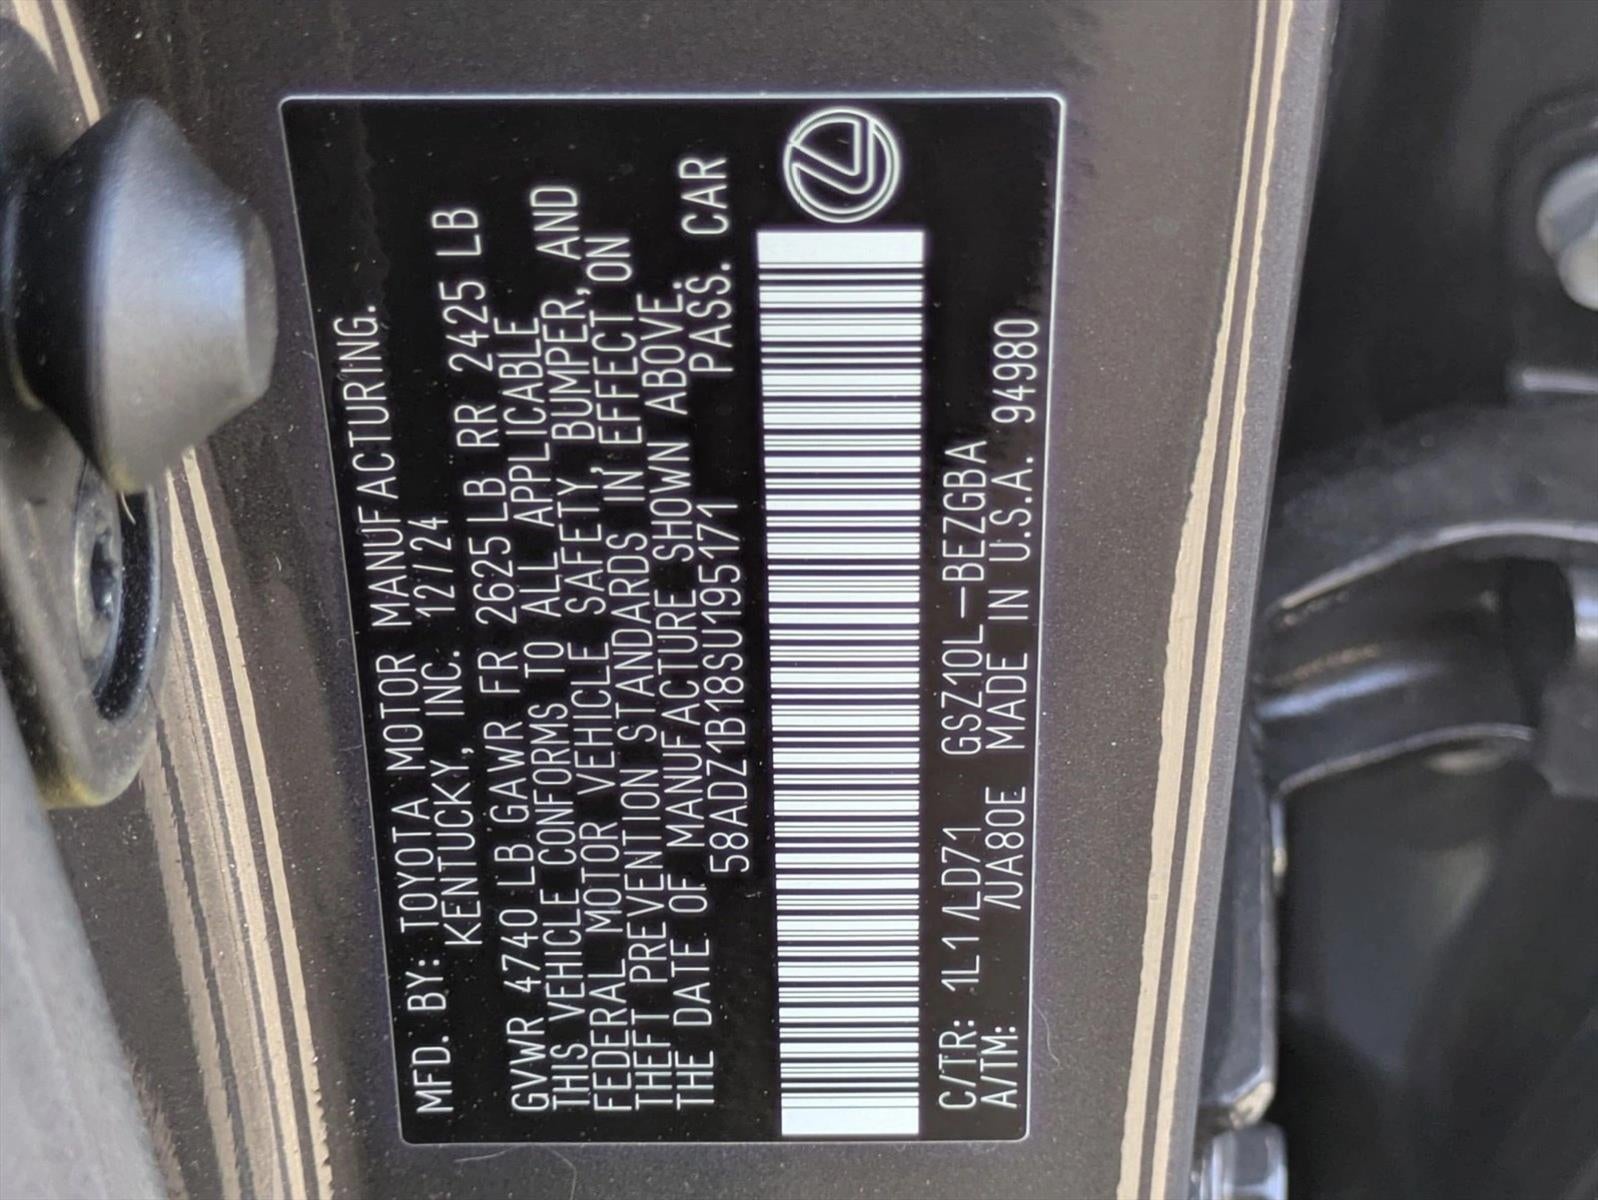 MFD. BY: TOYOTA MOTOR MANUFACTURING.
KENTUCKY, INC. 12/24
GVWR 4740 LB GAWR FR 2625 LB RR 2425 LB
THIS VEHICLE CONFORMS TO ALL APPLICABLE
FEDERAL MOTOR VEHICLE SAFETY, BUMPER, AND
THEFT PREVENTION STANDARDS IN EFFECT ON
THE DATE OF MANUFACTURE SHOWN ABOVE.
58ADZ1B18SU195171 PASS. CAR
C/TR: 1L1/LD71 GSZ10L-BEZGBA
A/TM: /UA80E MADE IN U.S.A. 94980